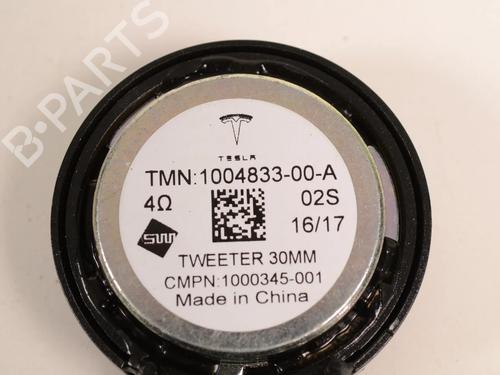 B-PARTS
TESLA
TMN:1004833-00-A
4Ω 02S
16/17
SW
TWEETER 30MM
CMPN:1000345-001
Made in China